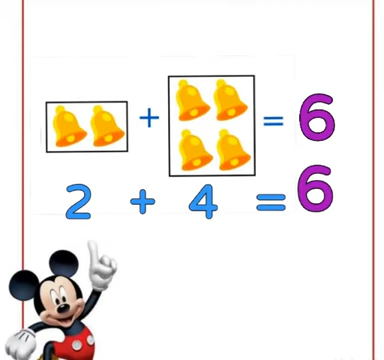 + = 6
2 + 4 = 6